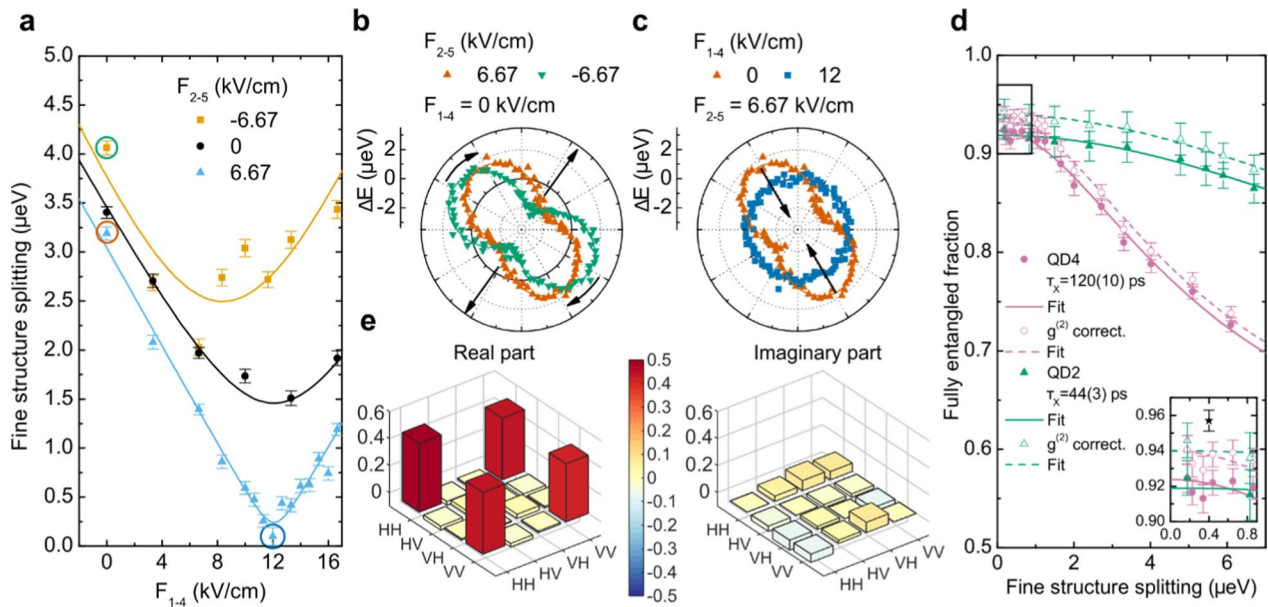 a
5.0
4.5
4.0
3.5
3.0
2.5
2.0
1.5
1.0
0.5
0.0
Fine structure splitting (μeV)
0 4 8 12 16
F1-4 (kV/cm)
F2-5 (kV/cm)
-6.67
0
6.67
b
F2-5 (kV/cm)
6.67 -6.67
F1-4 = 0 kV/cm
ΔE (μeV)
2
0
-2
c
F1-4 (kV/cm)
0 12
F2-5 = 6.67 kV/cm
ΔE (μeV)
2
0
-2
e
Real part
0.6
0.4
0.2
0
HH
HV
VH
VV
HH
HV
VH
VV
0.5
0.4
0.3
0.2
0.1
0
-0.1
-0.2
-0.3
-0.4
-0.5
Imaginary part
0.6
0.4
0.2
0
HH
HV
VH
VV
HH
HV
VH
VV
d
1.0
0.9
0.8
0.7
0.6
0.5
Fully entangled fraction
0 2 4 6
Fine structure splitting (μeV)
QD4
τX=120(10) ps
Fit
g(2) correct.
Fit
QD2
τX=44(3) ps
Fit
g(2) correct.
Fit
0.96
0.94
0.92
0.90
0.0 0.4 0.8